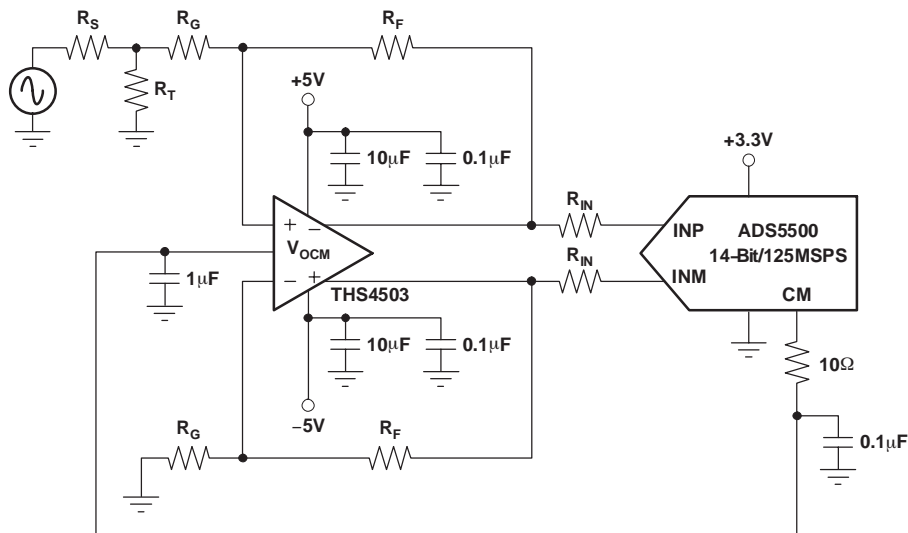 R_S
R_G
R_F
R_T
+5V
10μF
0.1μF
+3.3V
R_IN
+
−
V_OCM
1μF
−
+
THS4503
R_IN
INP
ADS5500
14−Bit/125MSPS
INM
CM
10μF
0.1μF
10Ω
−5V
R_G
R_F
0.1μF